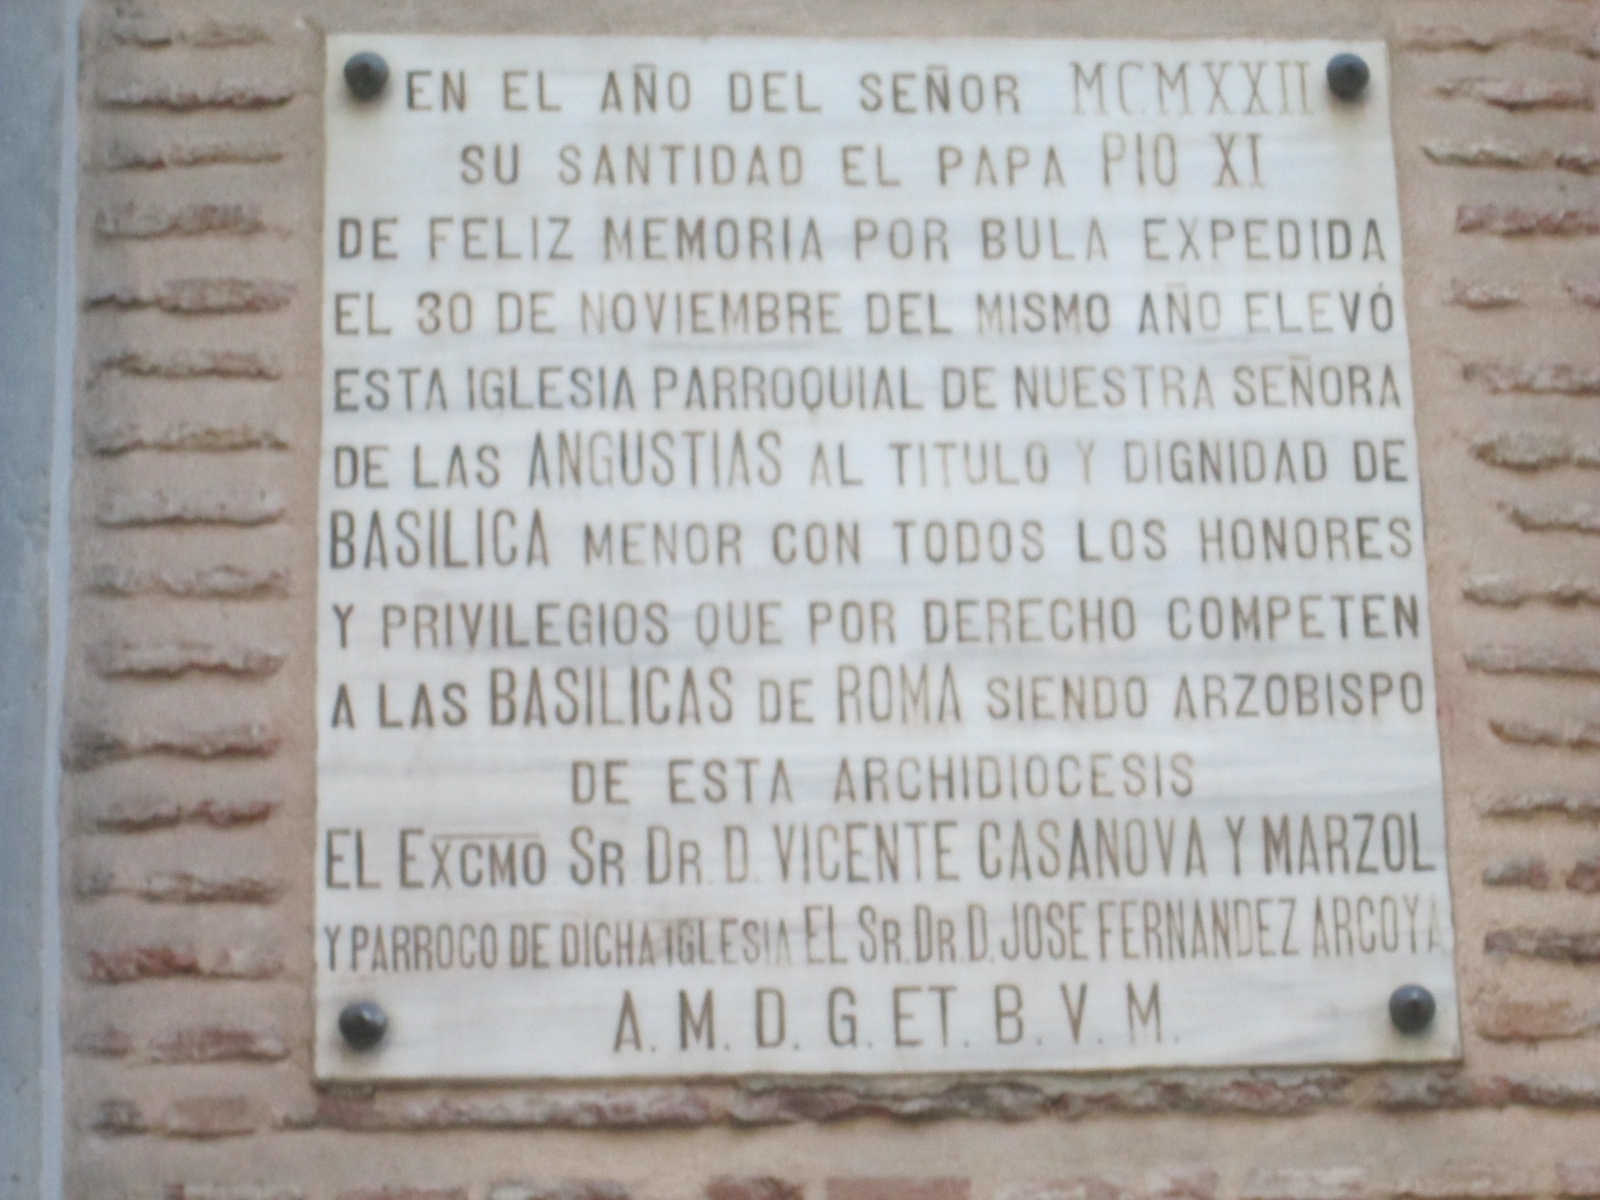 EN EL AÑO DEL SEÑOR MCMXXII
SU SANTIDAD EL PAPA PIO XI
DE FELIZ MEMORIA POR BULA EXPEDIDA
EL 30 DE NOVIEMBRE DEL MISMO AÑO ELEVÓ
ESTA IGLESIA PARROQUIAL DE NUESTRA SEÑORA
DE LAS ANGUSTIAS AL TITULO Y DIGNIDAD DE
BASILICA MENOR CON TODOS LOS HONORES
Y PRIVILEGIOS QUE POR DERECHO COMPETEN
A LAS BASILICAS DE ROMA SIENDO ARZOBISPO
DE ESTA ARCHIDIOCESIS
EL EXCMO SR. DR. D. VICENTE CASANOVA Y MARZOL
Y PARROCO DE DICHA IGLESIA EL SR. DR. D. JOSE FERNANDEZ ARCOYA
A. M. D. G. ET. B. V. M.